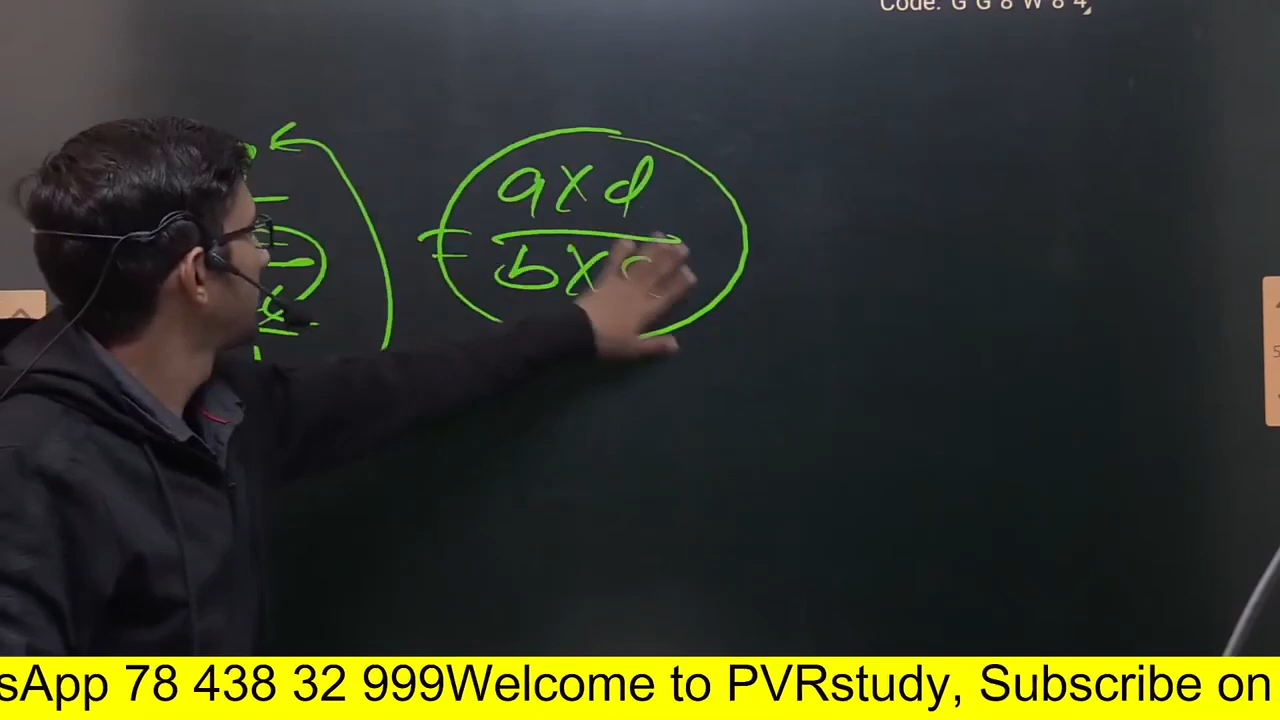 Code: G G 8 W 8 4
= a x d
b x
sApp 78 438 32 999Welcome to PVRstudy, Subscribe on